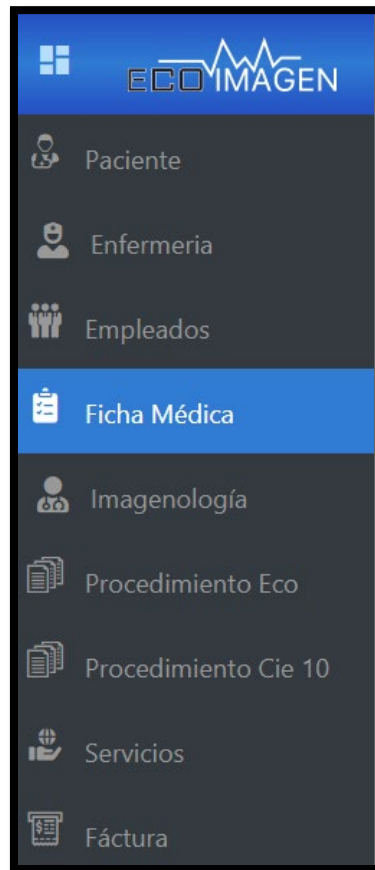 ECOIMAGEN
Paciente
Enfermeria
Empleados
Ficha Médica
Imagenología
Procedimiento Eco
Procedimiento Cie 10
Servicios
Fáctura